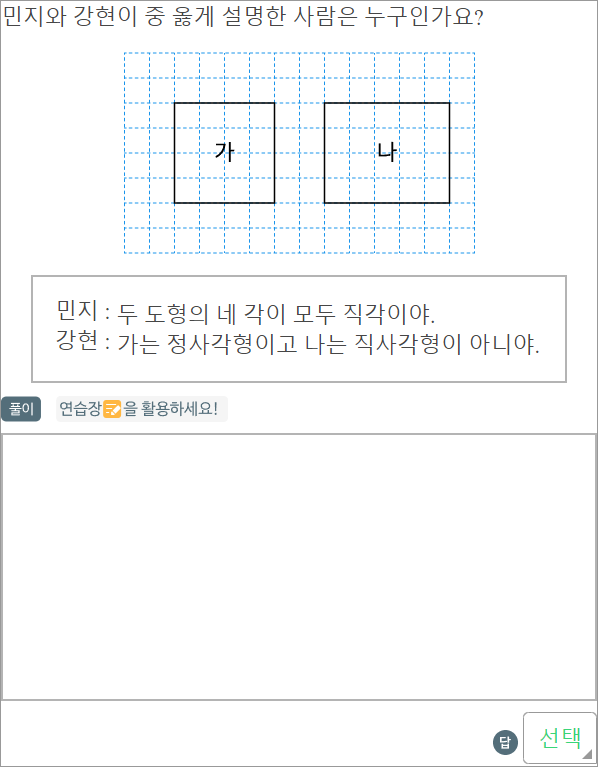 민지와 강현이 중 옳게 설명한 사람은 누구인가요?
가
나
민지 : 두 도형의 네 각이 모두 직각이야.
강현 : 가는 정사각형이고 나는 직사각형이 아니야.
풀이 연습장을 활용하세요!
답 선택